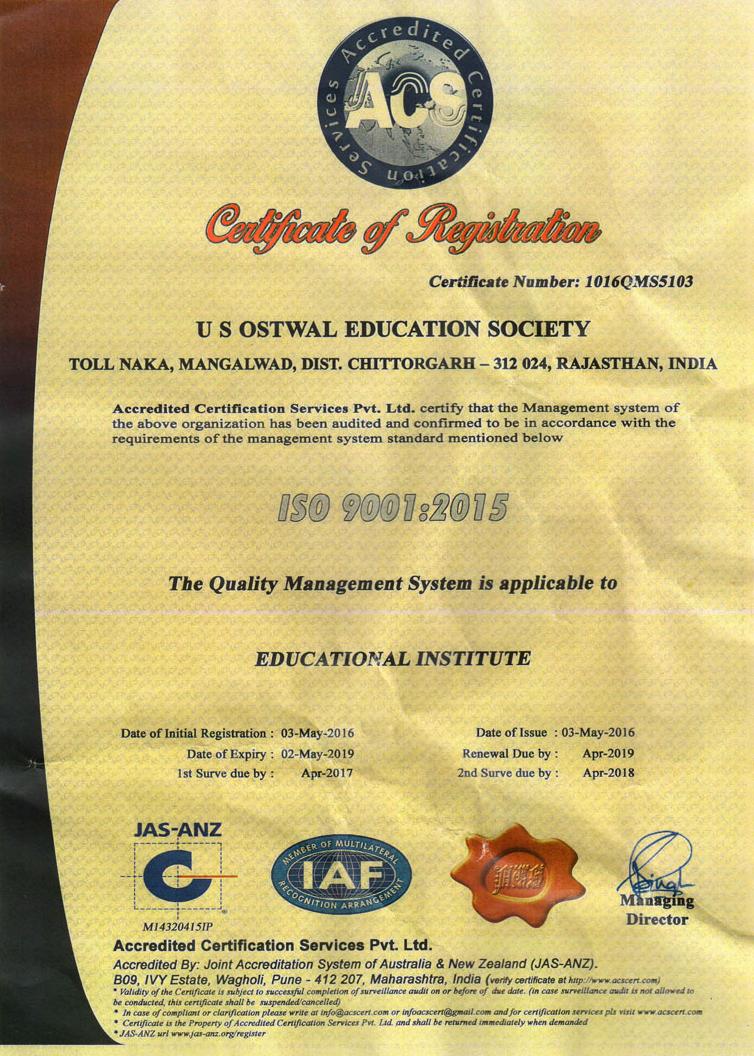 Accredited Certification Services
ACS
Certificate of Registration
Certificate Number: 1016QMS5103
U S OSTWAL EDUCATION SOCIETY
TOLL NAKA, MANGALWAD, DIST. CHITTORGARH – 312 024, RAJASTHAN, INDIA
Accredited Certification Services Pvt. Ltd. certify that the Management system of
the above organization has been audited and confirmed to be in accordance with the
requirements of the management system standard mentioned below
ISO 9001:2015
The Quality Management System is applicable to
EDUCATIONAL INSTITUTE
Date of Initial Registration : 03-May-2016 Date of Issue : 03-May-2016
Date of Expiry : 02-May-2019 Renewal Due by : Apr-2019
1st Surve due by : Apr-2017 2nd Surve due by : Apr-2018
JAS-ANZ
MEMBER OF MULTILATERAL
IAF
RECOGNITION ARRANGEMENT
Managing
Director
M14320415IP
Accredited Certification Services Pvt. Ltd.
Accredited By: Joint Accreditation System of Australia & New Zealand (JAS-ANZ).
B09, IVY Estate, Wagholi, Pune - 412 207, Maharashtra, India (verify certificate at http://www.acscert.com)
* Validity of the Certificate is subject to successful completion of surveillance audit on or before of due date. (in case surveillance audit is not allowed to
be conducted, this certificate shall be suspended/cancelled)
* In case of compliant or clarification please write at info@acscert.com or infoacscert@gmail.com and for certification services pls visit www.acscert.com
* Certificate is the Property of Accredited Certification Services Pvt. Ltd. and shall be returned immediately when demanded
* JAS-ANZ url www.jas-anz.org/register